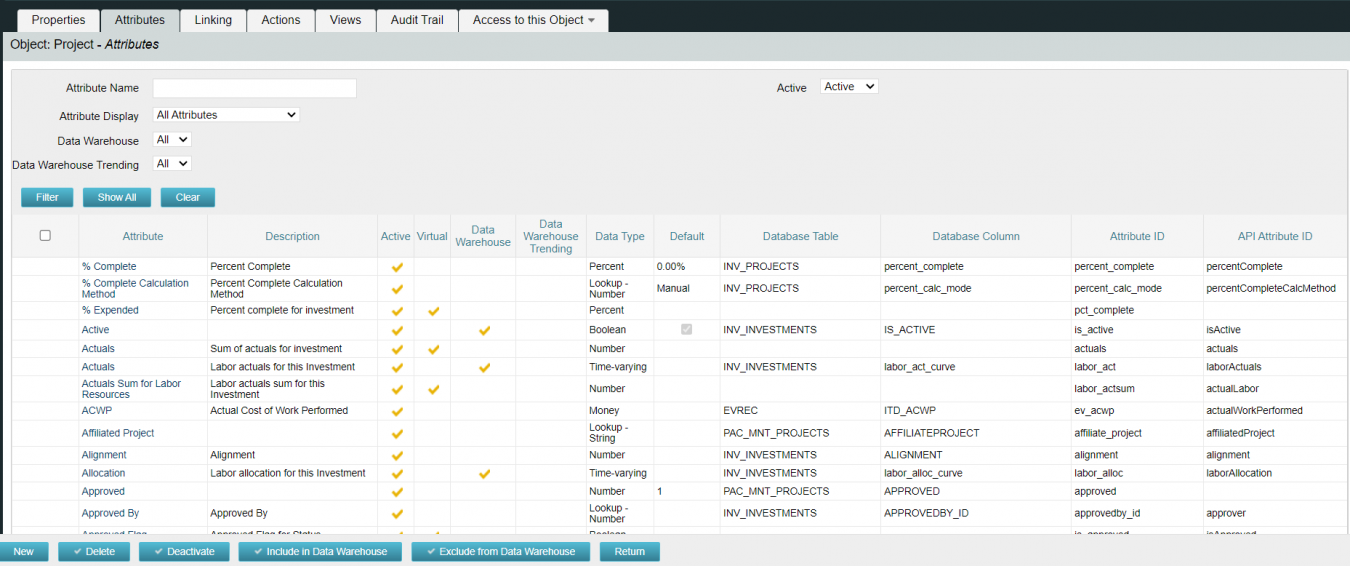 Properties Attributes Linking Actions Views Audit Trail Access to this Object
Object: Project - Attributes
Attribute Name Active Active
Attribute Display All Attributes
Data Warehouse All
Data Warehouse Trending All
Filter Show All Clear
Attribute Description Active Virtual Data Warehouse Data Warehouse Trending Data Type Default Database Table Database Column Attribute ID API Attribute ID
% Complete Percent Complete Percent 0.00% INV_PROJECTS percent_complete percent_complete percentComplete
% Complete Calculation Method Percent Complete Calculation Method Lookup - Number Manual INV_PROJECTS percent_calc_mode percent_calc_mode percentCompleteCalcMethod
% Expended Percent complete for investment Percent pct_complete
Active Boolean INV_INVESTMENTS IS_ACTIVE is_active isActive
Actuals Sum of actuals for investment Number actuals actuals
Actuals Labor actuals for this Investment Time-varying INV_INVESTMENTS labor_act_curve labor_act laborActuals
Actuals Sum for Labor Resources Labor actuals sum for this Investment Number labor_actsum actualLabor
ACWP Actual Cost of Work Performed Money EVREC ITD_ACWP ev_acwp actualWorkPerformed
Affiliated Project Lookup - String PAC_MNT_PROJECTS AFFILIATEPROJECT affiliate_project affiliatedProject
Alignment Alignment Number INV_INVESTMENTS ALIGNMENT alignment alignment
Allocation Labor allocation for this Investment Time-varying INV_INVESTMENTS labor_alloc_curve labor_alloc laborAllocation
Approved Number 1 PAC_MNT_PROJECTS APPROVED approved
Approved By Approved By Lookup - Number INV_INVESTMENTS APPROVEDBY_ID approvedby_id approver
New Delete Deactivate Include in Data Warehouse Exclude from Data Warehouse Return